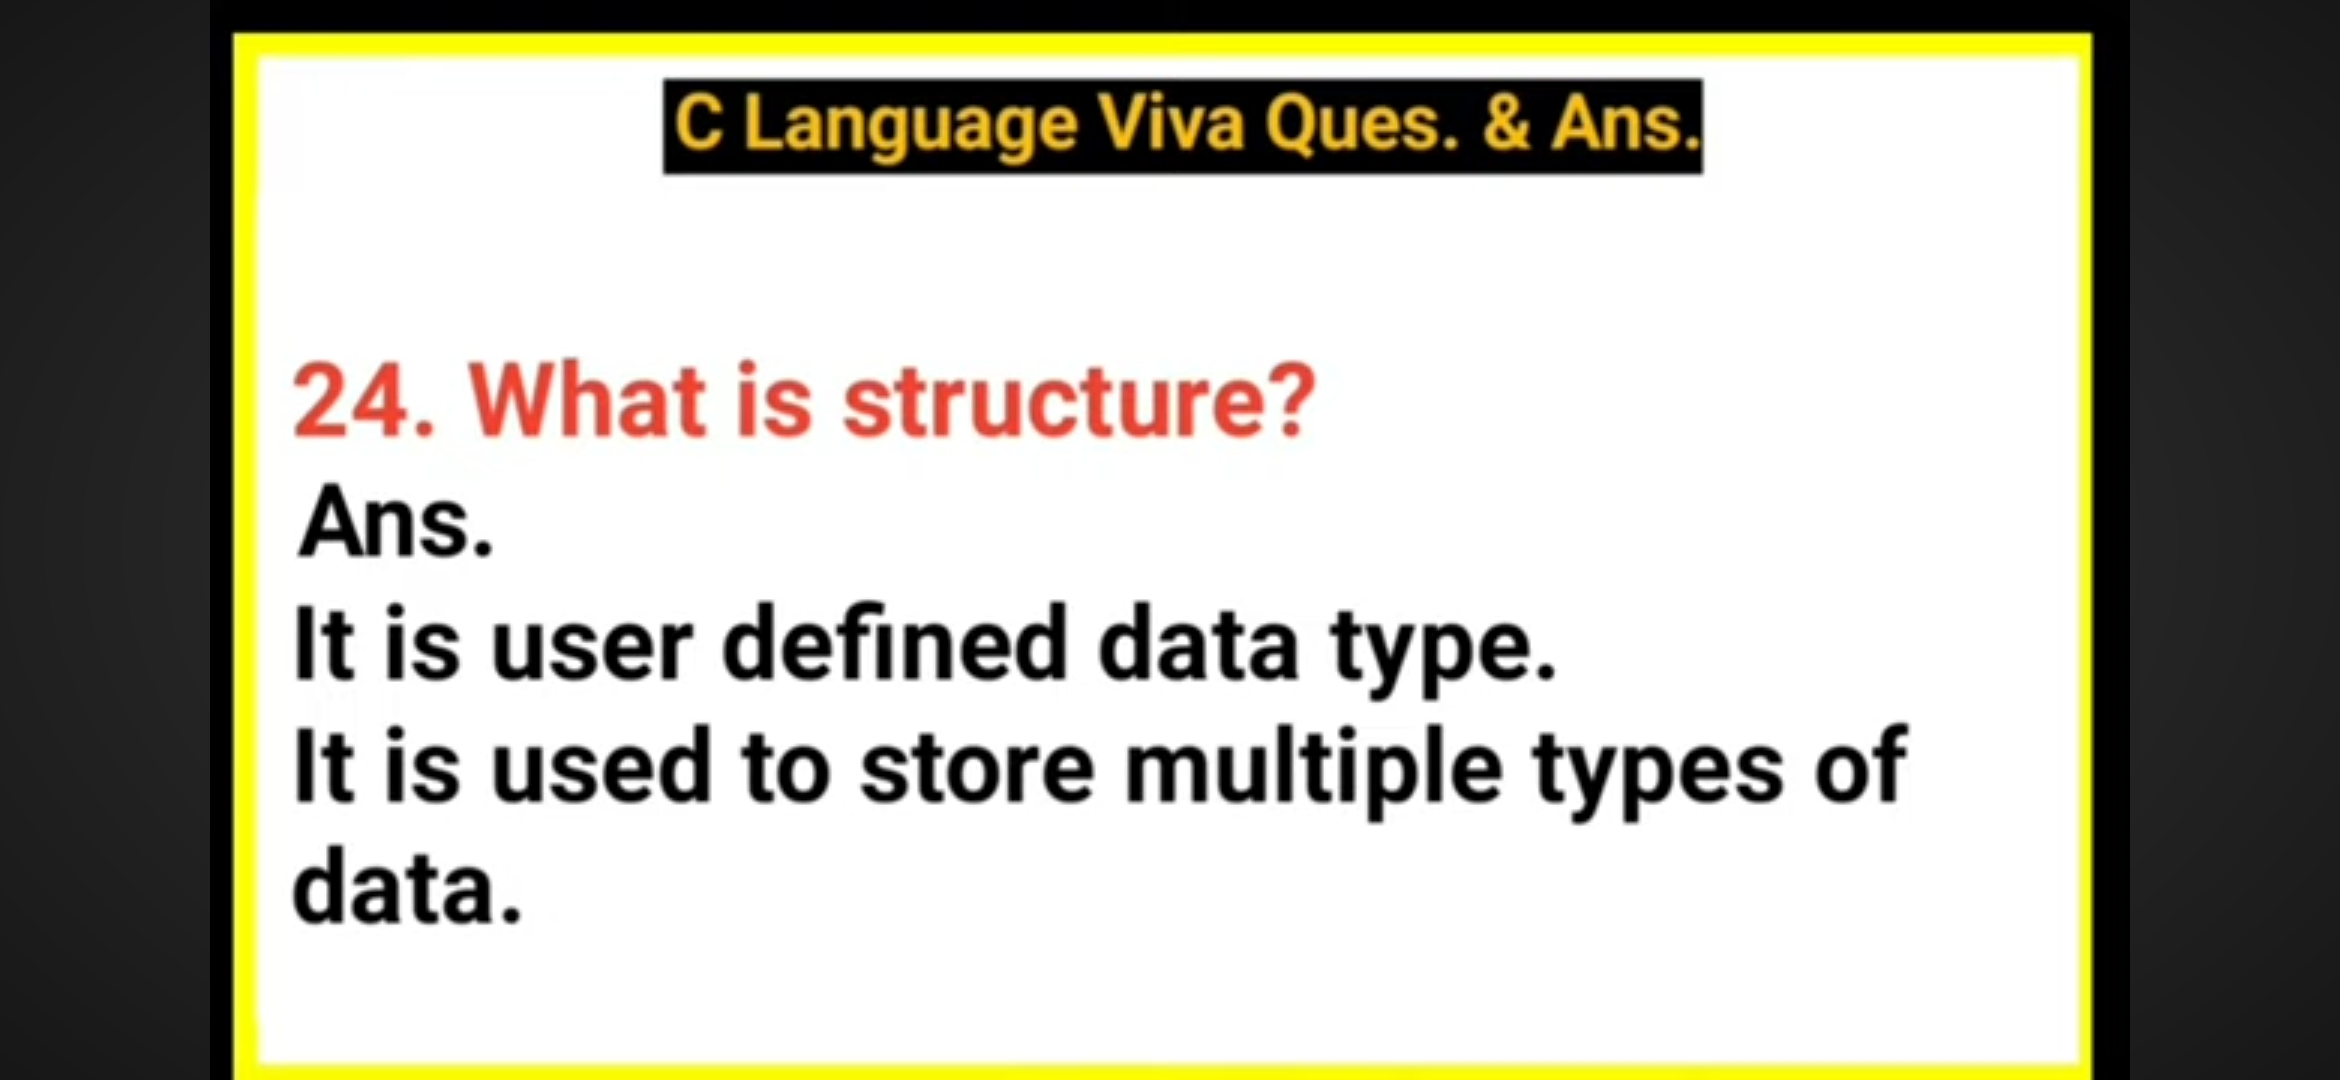 C Language Viva Ques. & Ans.
24. What is structure?
Ans.
It is user defined data type.
It is used to store multiple types of
data.